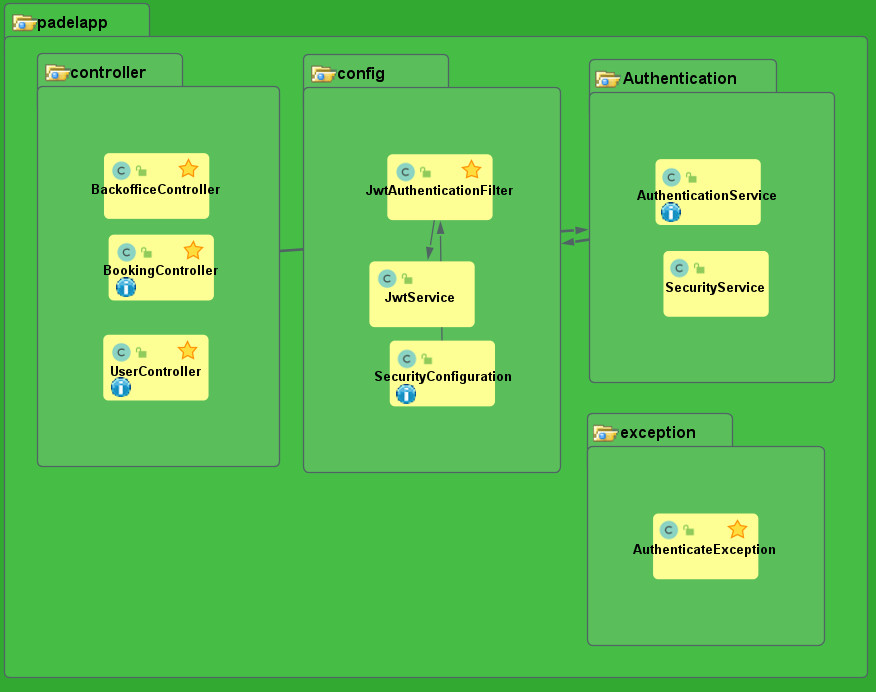 padelapp
controller
C
BackofficeController
C
BookingController
i
C
UserController
i
config
C
JwtAuthenticationFilter
C
JwtService
C
SecurityConfiguration
i
Authentication
C
AuthenticationService
i
C
SecurityService
exception
C
AuthenticateException